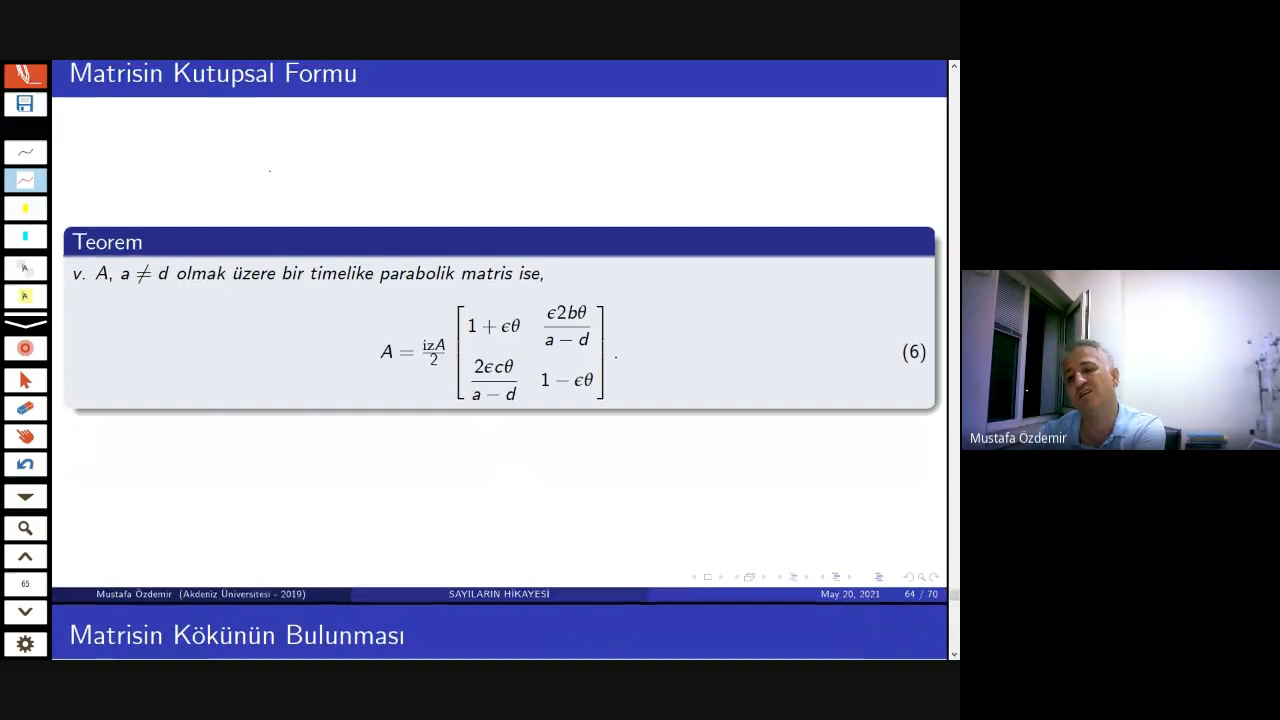 Matrisin Kutupsal Formu
Teorem
v. A, a ≠ d olmak üzere bir timelike parabolik matris ise,
A = izA/2 [ 1 + ϵθ ϵ2bθ/(a − d) ; 2ϵcθ/(a − d) 1 − ϵθ ] . (6)
Mustafa Özdemir
65
Mustafa Özdemir (Akdeniz Üniversitesi - 2019) SAYILARIN HİKAYESİ May 20, 2021 64 / 70
Matrisin Kökünün Bulunması